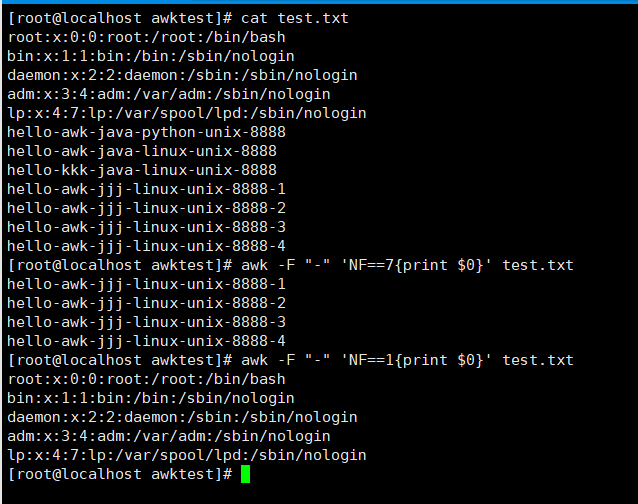 [root@localhost awktest]# cat test.txt
root:x:0:0:root:/root:/bin/bash
bin:x:1:1:bin:/bin:/sbin/nologin
daemon:x:2:2:daemon:/sbin:/sbin/nologin
adm:x:3:4:adm:/var/adm:/sbin/nologin
lp:x:4:7:lp:/var/spool/lpd:/sbin/nologin
hello-awk-java-python-unix-8888
hello-awk-java-linux-unix-8888
hello-kkk-java-linux-unix-8888
hello-awk-jjj-linux-unix-8888-1
hello-awk-jjj-linux-unix-8888-2
hello-awk-jjj-linux-unix-8888-3
hello-awk-jjj-linux-unix-8888-4
[root@localhost awktest]# awk -F "-" 'NF==7{print $0}' test.txt
hello-awk-jjj-linux-unix-8888-1
hello-awk-jjj-linux-unix-8888-2
hello-awk-jjj-linux-unix-8888-3
hello-awk-jjj-linux-unix-8888-4
[root@localhost awktest]# awk -F "-" 'NF==1{print $0}' test.txt
root:x:0:0:root:/root:/bin/bash
bin:x:1:1:bin:/bin:/sbin/nologin
daemon:x:2:2:daemon:/sbin:/sbin/nologin
adm:x:3:4:adm:/var/adm:/sbin/nologin
lp:x:4:7:lp:/var/spool/lpd:/sbin/nologin
[root@localhost awktest]#